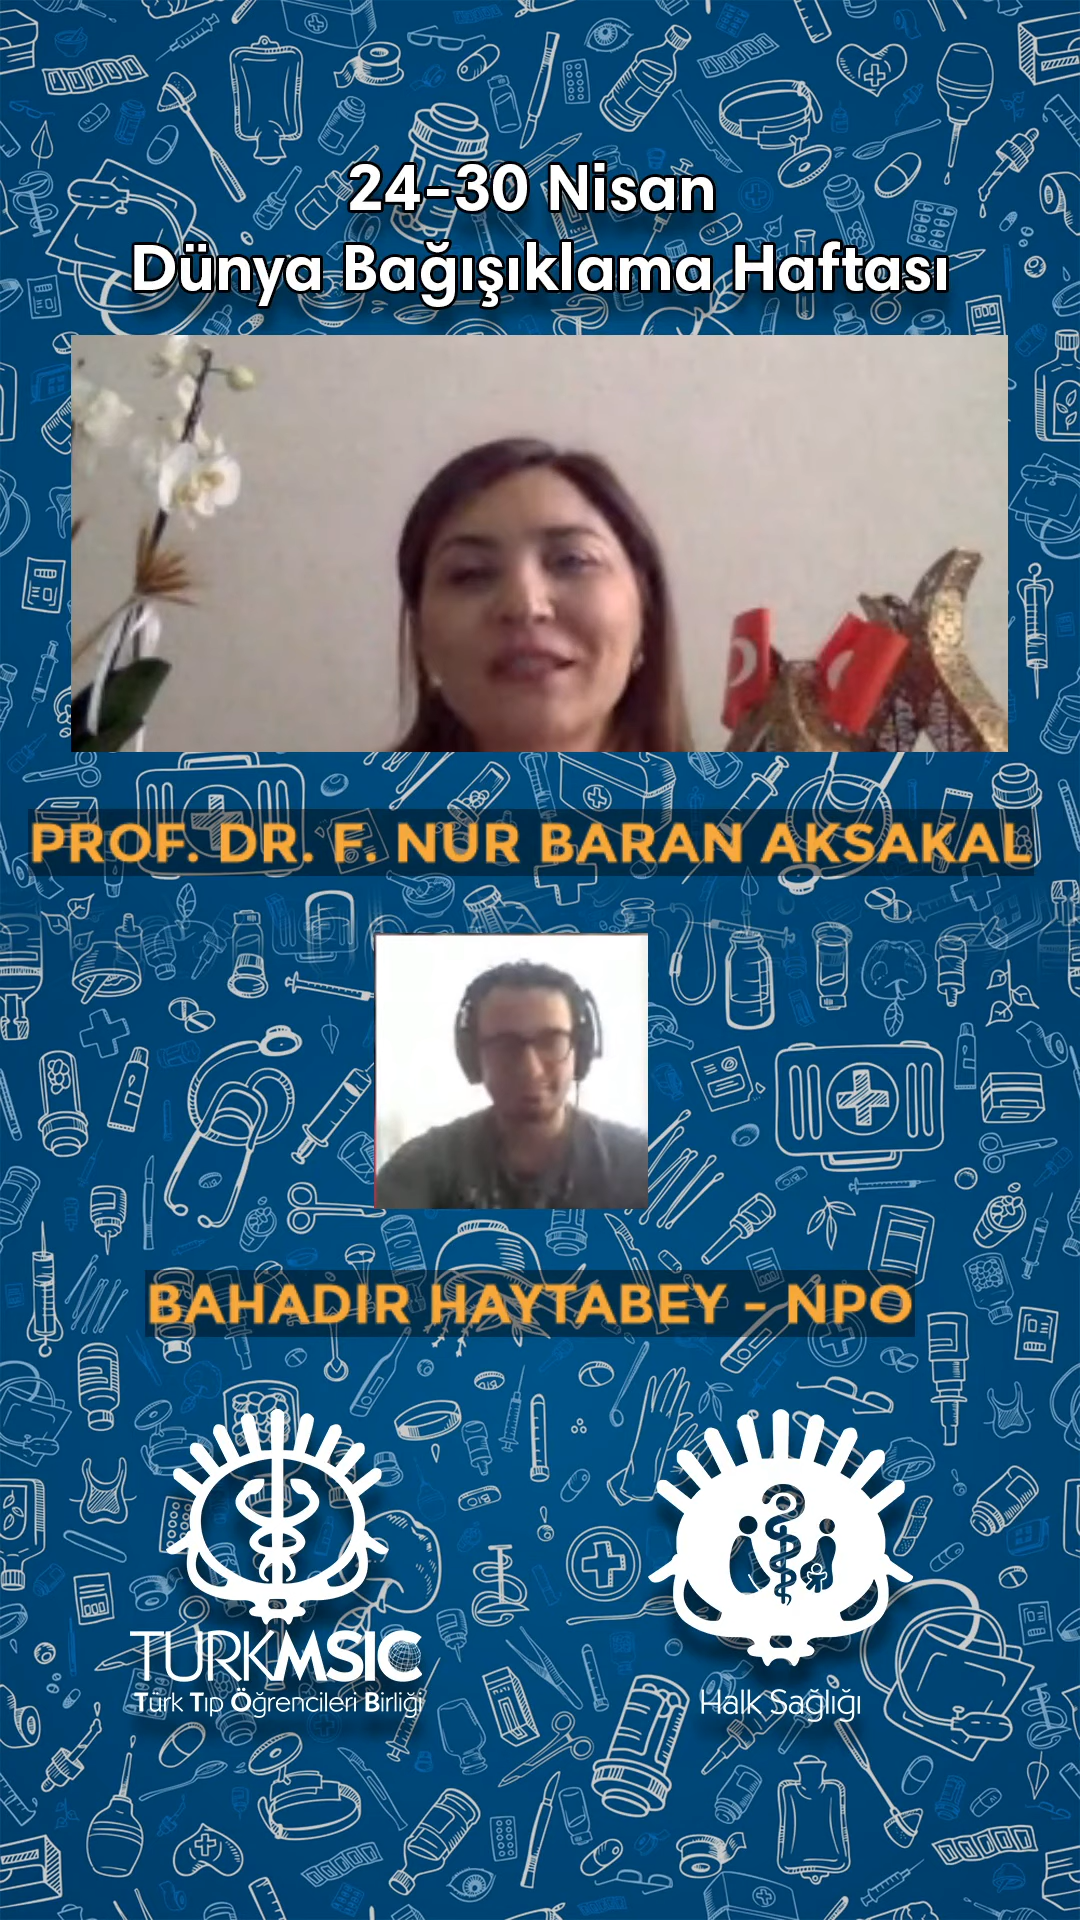 24-30 Nisan
Dünya Bağışıklama Haftası
PROF. DR. F. NUR BARAN AKSAKAL
BAHADIR HAYTABEY - NPO
TURKMSIC
Türk Tıp Öğrencileri Birliği
Halk Sağlığı